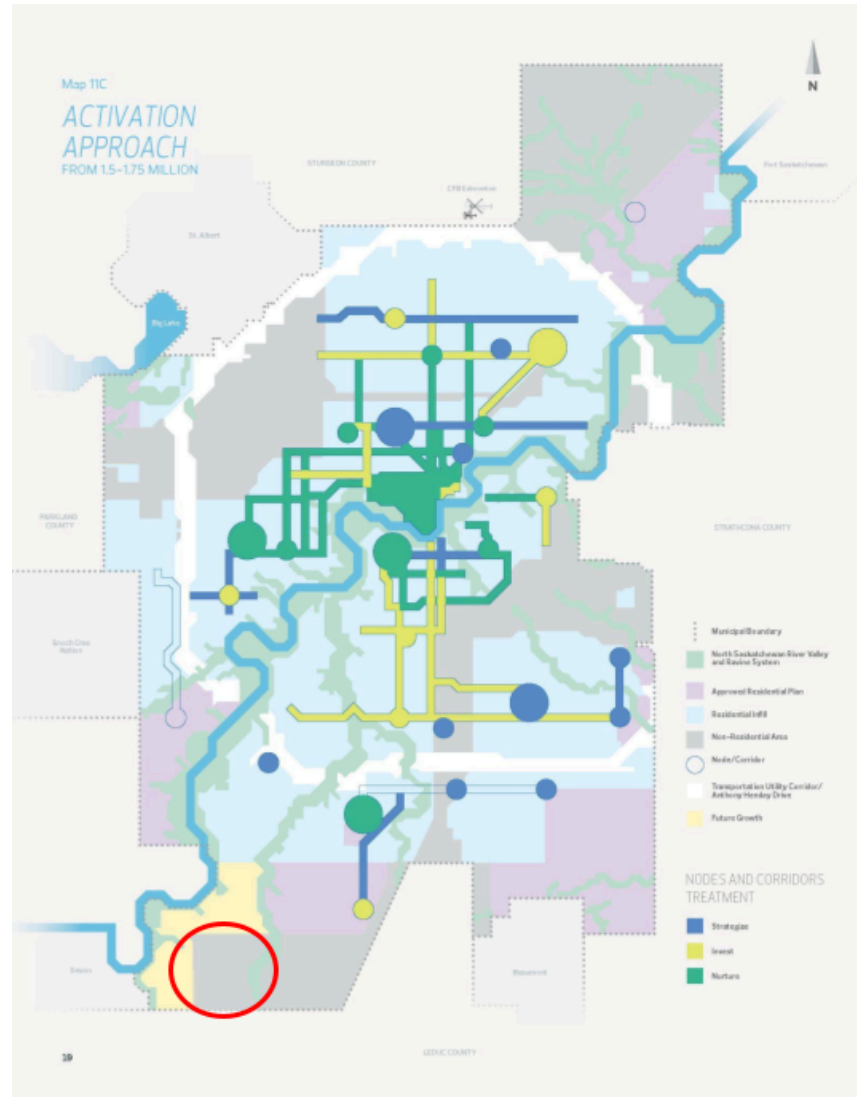 Map 11C
ACTIVATION
APPROACH
FROM 1.5–1.75 MILLION
N
STURGEON COUNTY
Fort Saskatchewan
CFB Edmonton
St. Albert
Big Lake
PARKLAND
COUNTY
STRATHCONA COUNTY
Enoch Cree
Nation
Municipal Boundary
North Saskatchewan River Valley
and Ravine System
Approved Residential Plan
Residential Infill
Non-Residential Area
Node/Corridor
Transportation Utility Corridor/
Anthony Henday Drive
Future Growth
NODES AND CORRIDORS
TREATMENT
Strategize
Invest
Nurture
Devon
Beaumont
LEDUC COUNTY
19